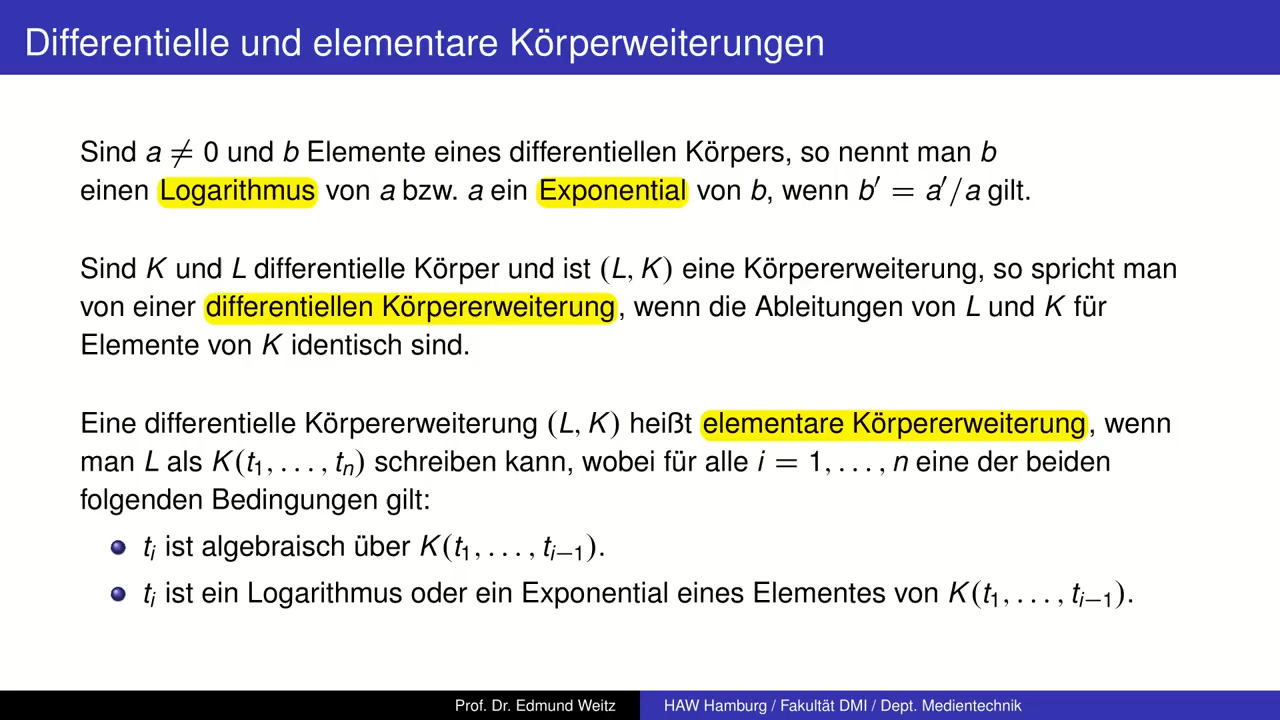 Differentielle und elementare Körperweiterungen
Sind a ≠ 0 und b Elemente eines differentiellen Körpers, so nennt man b
einen Logarithmus von a bzw. a ein Exponential von b, wenn b′ = a′/a gilt.
Sind K und L differentielle Körper und ist (L, K) eine Körpererweiterung, so spricht man
von einer differentiellen Körpererweiterung, wenn die Ableitungen von L und K für
Elemente von K identisch sind.
Eine differentielle Körpererweiterung (L, K) heißt elementare Körpererweiterung, wenn
man L als K(t₁, . . . , tₙ) schreiben kann, wobei für alle i = 1, . . . , n eine der beiden
folgenden Bedingungen gilt:
tᵢ ist algebraisch über K(t₁, . . . , tᵢ₋₁).
tᵢ ist ein Logarithmus oder ein Exponential eines Elementes von K(t₁, . . . , tᵢ₋₁).
Prof. Dr. Edmund Weitz HAW Hamburg / Fakultät DMI / Dept. Medientechnik